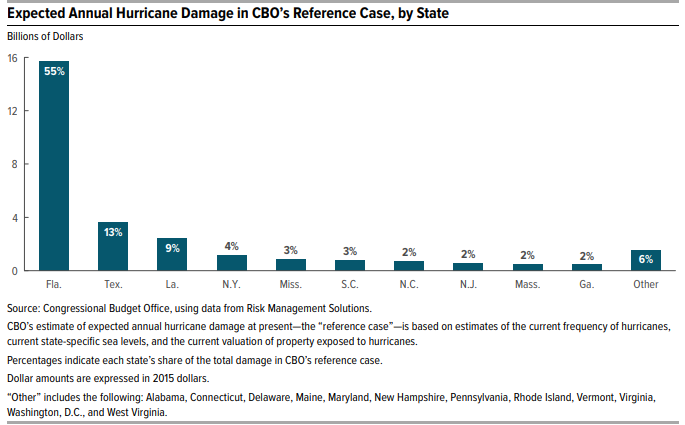 Expected Annual Hurricane Damage in CBO’s Reference Case, by State
Billions of Dollars
16
12
8
4
0
55%
13%
9%
4%
3%
3%
2%
2%
2%
2%
6%
Fla.
Tex.
La.
N.Y.
Miss.
S.C.
N.C.
N.J.
Mass.
Ga.
Other
Source: Congressional Budget Office, using data from Risk Management Solutions.
CBO’s estimate of expected annual hurricane damage at present—the “reference case”—is based on estimates of the current frequency of hurricanes,
current state-specific sea levels, and the current valuation of property exposed to hurricanes.
Percentages indicate each state’s share of the total damage in CBO’s reference case.
Dollar amounts are expressed in 2015 dollars.
“Other” includes the following: Alabama, Connecticut, Delaware, Maine, Maryland, New Hampshire, Pennsylvania, Rhode Island, Vermont, Virginia,
Washington, D.C., and West Virginia.